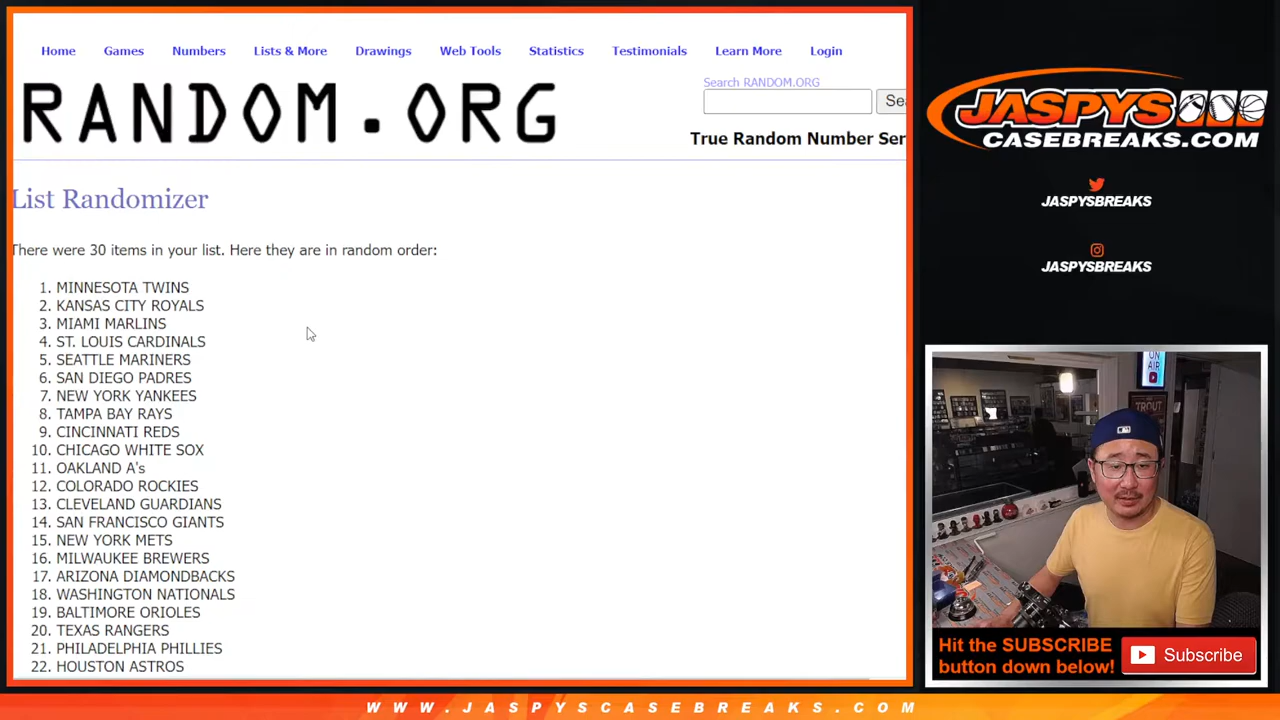 Home Games Numbers Lists & More Drawings Web Tools Statistics Testimonials Learn More Login
Search RANDOM.ORG
RANDOM.ORG
Sea
True Random Number Ser
List Randomizer
There were 30 items in your list. Here they are in random order:
1. MINNESOTA TWINS
2. KANSAS CITY ROYALS
3. MIAMI MARLINS
4. ST. LOUIS CARDINALS
5. SEATTLE MARINERS
6. SAN DIEGO PADRES
7. NEW YORK YANKEES
8. TAMPA BAY RAYS
9. CINCINNATI REDS
10. CHICAGO WHITE SOX
11. OAKLAND A's
12. COLORADO ROCKIES
13. CLEVELAND GUARDIANS
14. SAN FRANCISCO GIANTS
15. NEW YORK METS
16. MILWAUKEE BREWERS
17. ARIZONA DIAMONDBACKS
18. WASHINGTON NATIONALS
19. BALTIMORE ORIOLES
20. TEXAS RANGERS
21. PHILADELPHIA PHILLIES
22. HOUSTON ASTROS
JASPYS
CASEBREAKS.COM
JASPYSBREAKS
JASPYSBREAKS
ON
AIR
TROUT
Hit the SUBSCRIBE
button down below!
Subscribe
WWW.JASPYSCASEBREAKS.COM